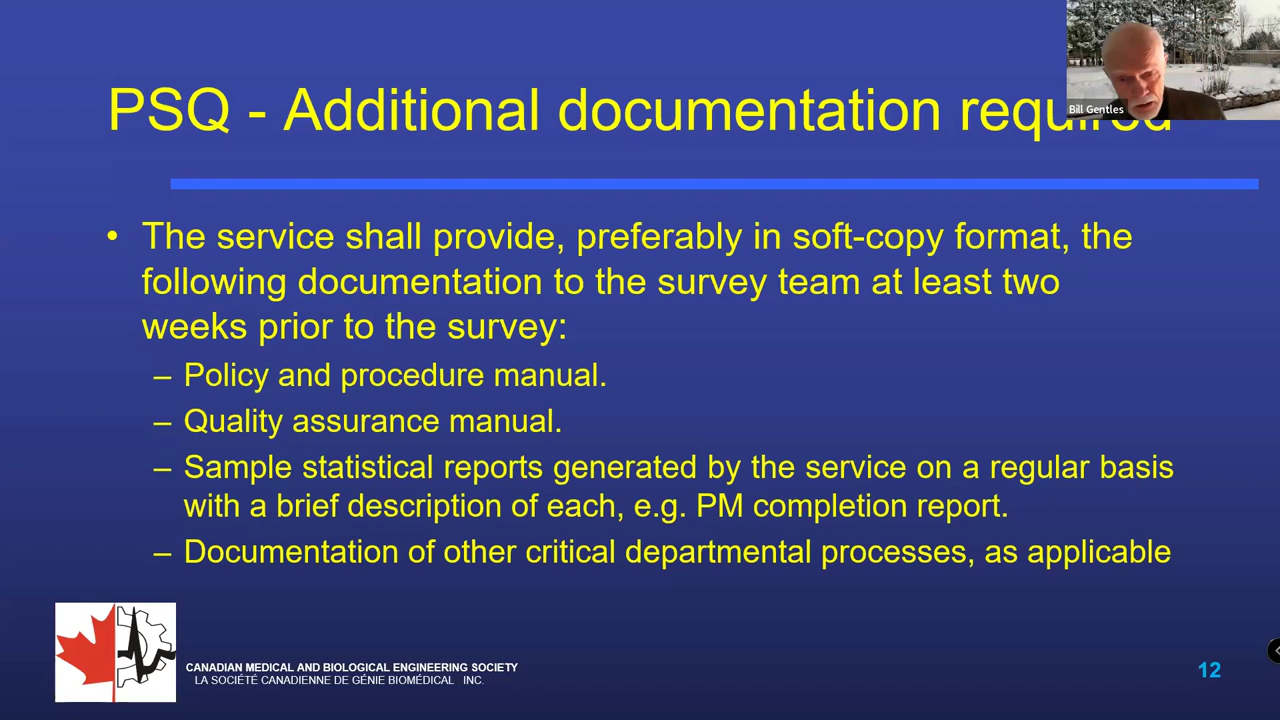 PSQ - Additional documentation required
Bill Gentles
• The service shall provide, preferably in soft-copy format, the
following documentation to the survey team at least two
weeks prior to the survey:
– Policy and procedure manual.
– Quality assurance manual.
– Sample statistical reports generated by the service on a regular basis
with a brief description of each, e.g. PM completion report.
– Documentation of other critical departmental processes, as applicable
CANADIAN MEDICAL AND BIOLOGICAL ENGINEERING SOCIETY
LA SOCIÉTÉ CANADIENNE DE GÉNIE BIOMÉDICAL INC.
12